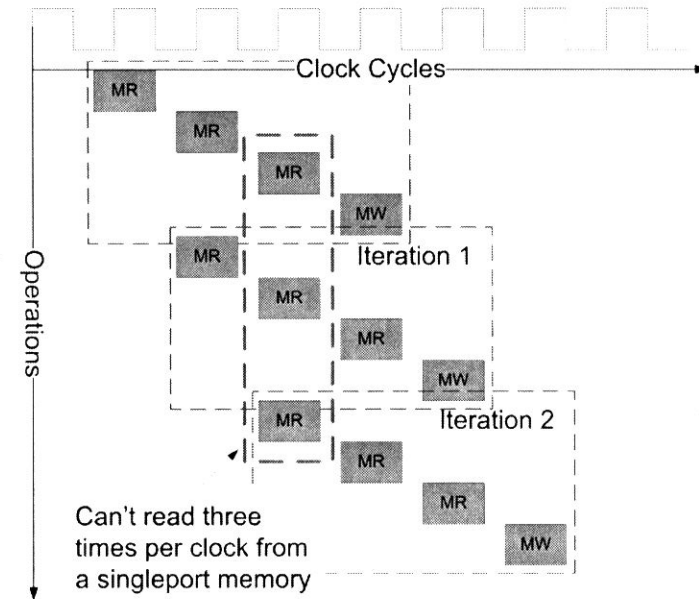 Clock Cycles
MR
MR
MR
MW
MR
Iteration 1
Operations
MR
MR
MW
MR
Iteration 2
MR
MR
Can't read three
times per clock from
a singleport memory
MW